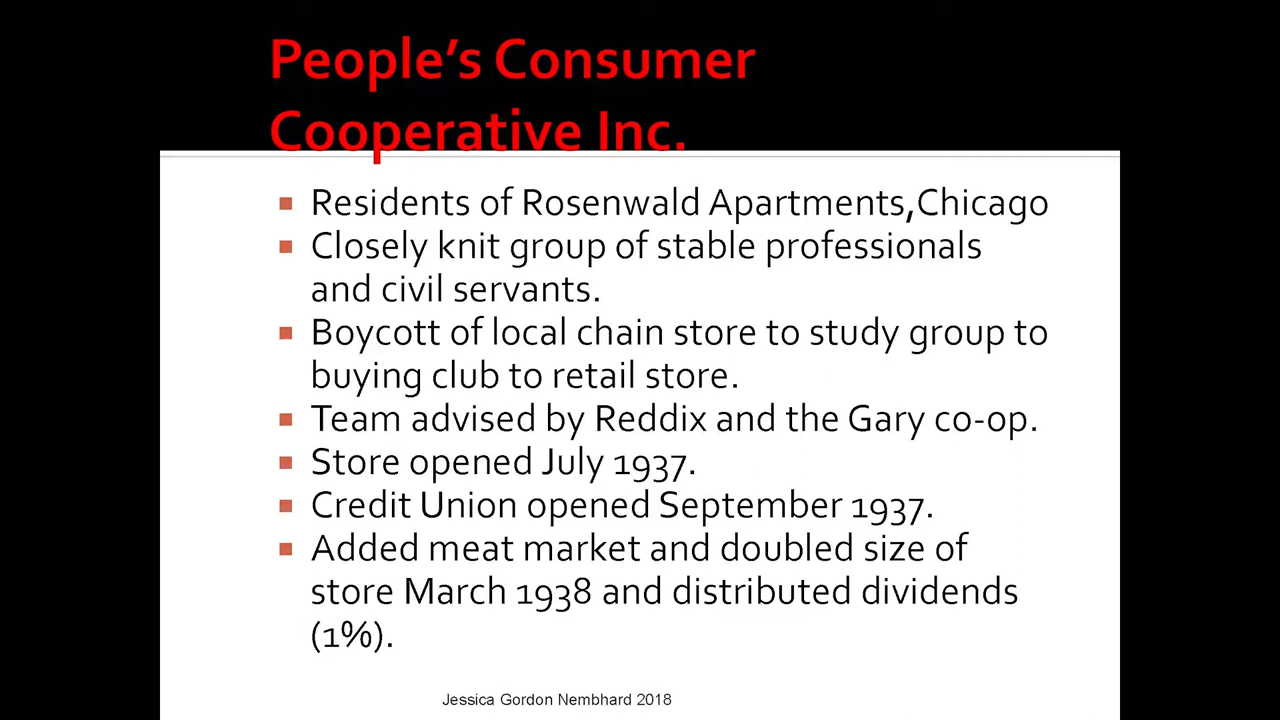 People’s Consumer
Cooperative Inc.
▪ Residents of Rosenwald Apartments,Chicago
▪ Closely knit group of stable professionals
and civil servants.
▪ Boycott of local chain store to study group to
buying club to retail store.
▪ Team advised by Reddix and the Gary co-op.
▪ Store opened July 1937.
▪ Credit Union opened September 1937.
▪ Added meat market and doubled size of
store March 1938 and distributed dividends
(1%).
Jessica Gordon Nembhard 2018